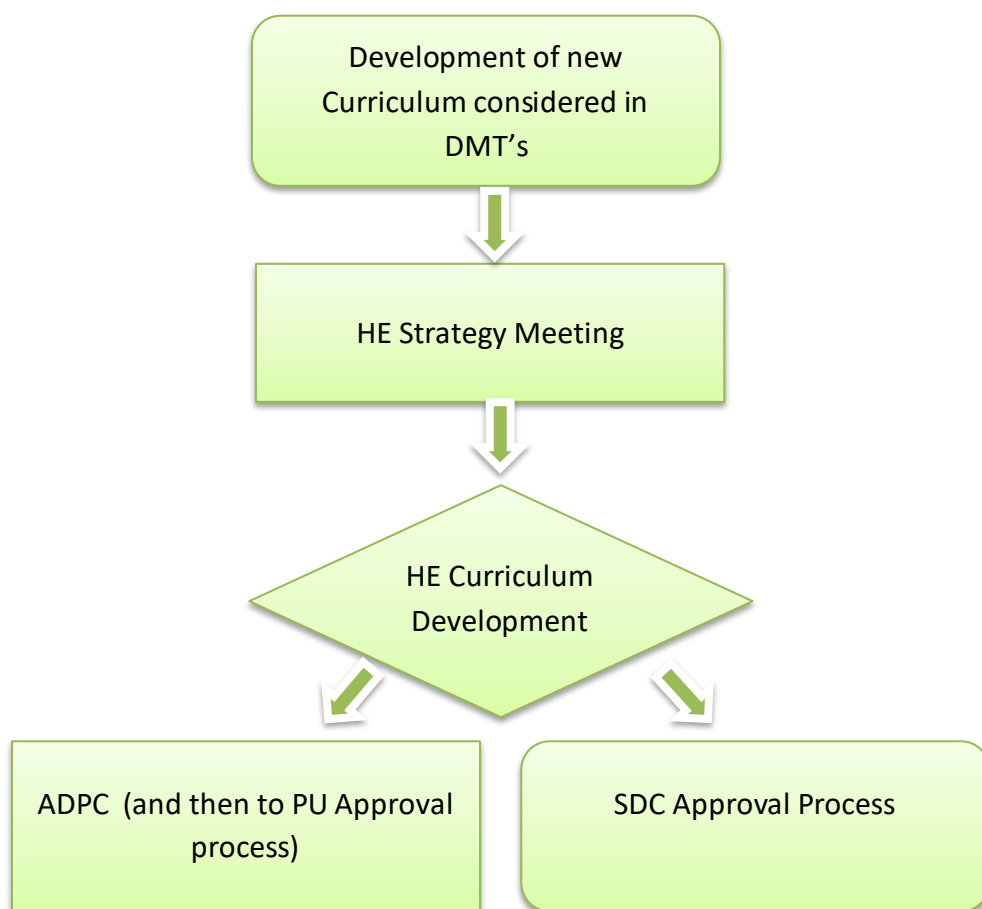 Development of new
Curriculum considered in
DMT’s
HE Strategy Meeting
HE Curriculum
Development
ADPC  (and then to PU Approval
process)
SDC Approval Process